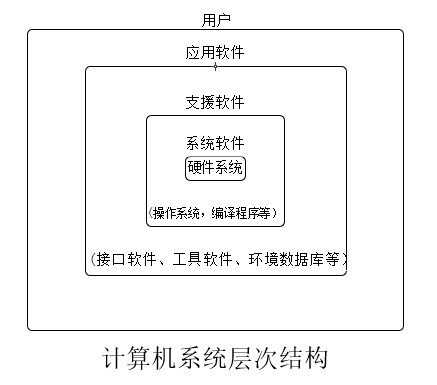 用户
应用软件
支援软件
系统软件
硬件系统
(操作系统，编译程序等)
(接口软件、工具软件、环境数据库等)
计算机系统层次结构